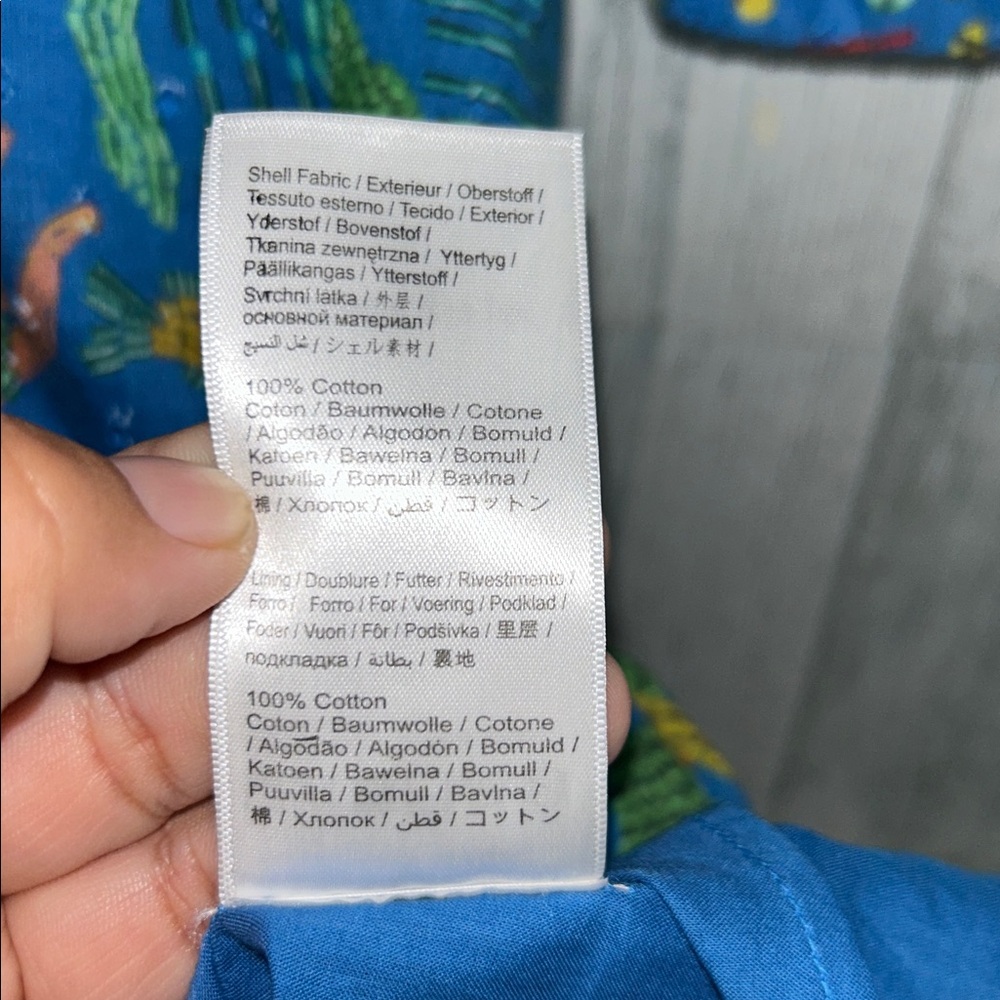 Shell Fabric / Exterieur / Oberstoff /
Tessuto esterno / Tecido / Exterior /
Yderstof / Bovenstof /
Tkanina zewnętrzna / Yttertyg /
Päällikangas / Ytterstoff /
Svrchní látka / 外层 /
основной материал /
شل النسيج / シェル素材 /
100% Cotton
Coton / Baumwolle / Cotone
/ Algodão / Algodon / Bomuld /
Katoen / Bawelna / Bomull /
Puuvilla / Bomull / Bavlna /
棉 / Хлопок / قطن / コットン
Lining / Doublure / Futter / Rivestimento /
Forro / Forro / For / Voering / Podklad /
Foder / Vuori / Fôr / Podšívka / 里层 /
подкладка / بطانة / 裏地
100% Cotton
Coton / Baumwolle / Cotone
/ Algodão / Algodón / Bomuld /
Katoen / Bawelna / Bomull /
Puuvilla / Bomull / Bavlna /
棉 / Хлопок / قطن / コットン